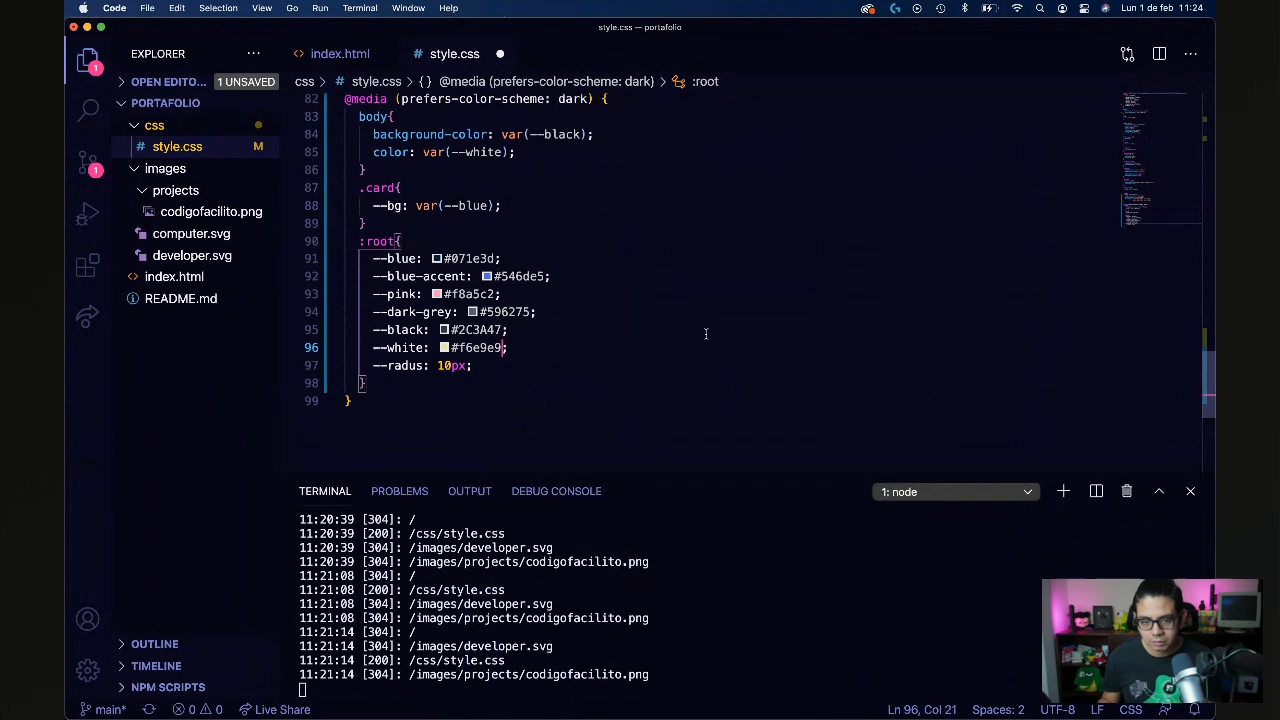 Code File Edit Selection View Go Run Terminal Window Help Lun 1 de feb 11:24
style.css — portafolio
EXPLORER
index.html
# style.css
1
OPEN EDITO... 1 UNSAVED
css > # style.css > {} @media (prefers-color-scheme: dark) > :root
PORTAFOLIO
css
# style.css M
images
projects
codigofacilito.png
computer.svg
developer.svg
index.html
README.md
1
82 @media (prefers-color-scheme: dark) {
83 body{
84 background-color: var(--black);
85 color: var(--white);
86 }
87 .card{
88 --bg: var(--blue);
89 }
90 :root{
91 --blue: #071e3d;
92 --blue-accent: #546de5;
93 --pink: #f8a5c2;
94 --dark-grey: #596275;
95 --black: #2C3A47;
96 --white: #f6e9e9;
97 --radus: 10px;
98 }
99 }
TERMINAL PROBLEMS OUTPUT DEBUG CONSOLE 1: node
11:20:39 [304]: /
11:20:39 [200]: /css/style.css
11:20:39 [304]: /images/developer.svg
11:20:39 [304]: /images/projects/codigofacilito.png
11:21:08 [304]: /
11:21:08 [200]: /css/style.css
11:21:08 [304]: /images/developer.svg
11:21:08 [304]: /images/projects/codigofacilito.png
11:21:14 [304]: /
11:21:14 [304]: /images/developer.svg
11:21:14 [200]: /css/style.css
11:21:14 [304]: /images/projects/codigofacilito.png
OUTLINE
TIMELINE
NPM SCRIPTS
main* 0 0 Live Share Ln 96, Col 21 Spaces: 2 UTF-8 LF CSS